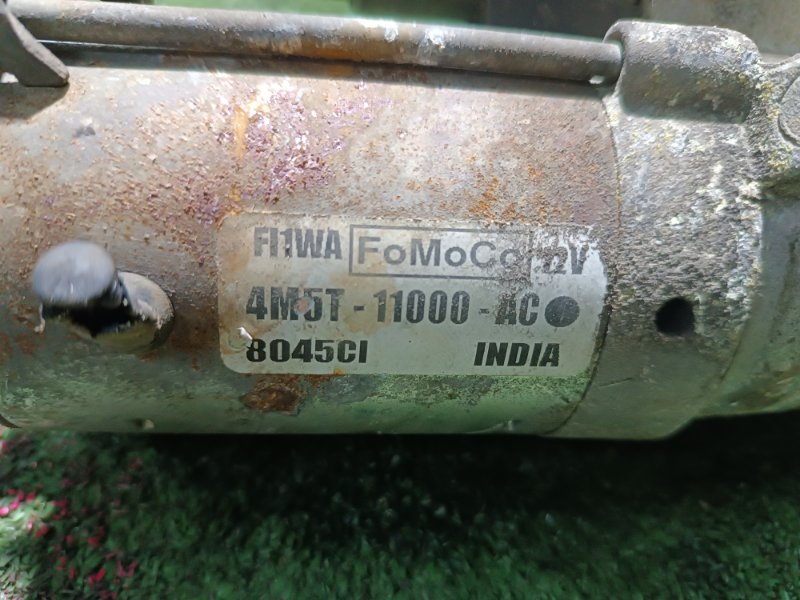 FI1WA FoMoCo 12V
4M5T-11000-AC
8045CI INDIA